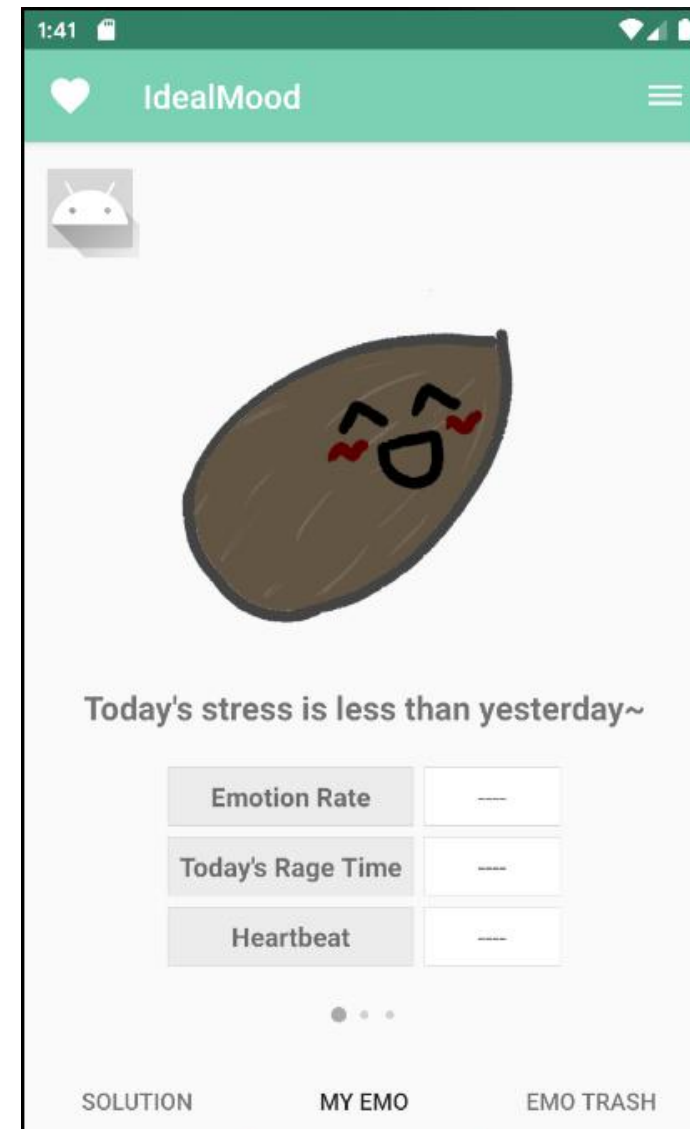 1:41
IdealMood
Today's stress is less than yesterday~
Emotion Rate ----
Today's Rage Time ----
Heartbeat ----
SOLUTION MY EMO EMO TRASH